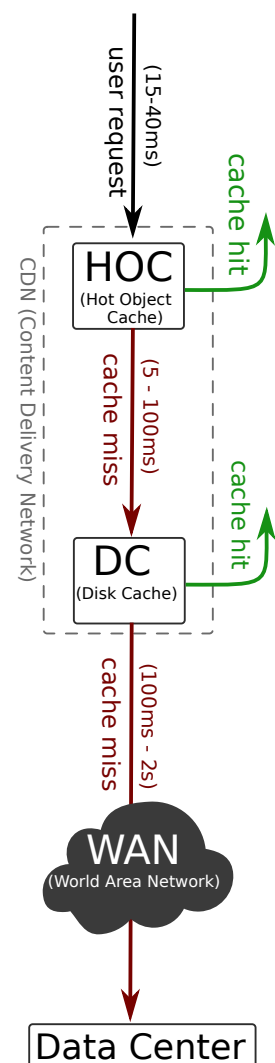 user request
(15-40ms)
cache hit
CDN (Content Delivery Network)
HOC
(Hot Object
Cache)
cache miss
(5 - 100ms)
cache hit
DC
(Disk Cache)
cache miss
(100ms - 2s)
WAN
(World Area Network)
Data Center